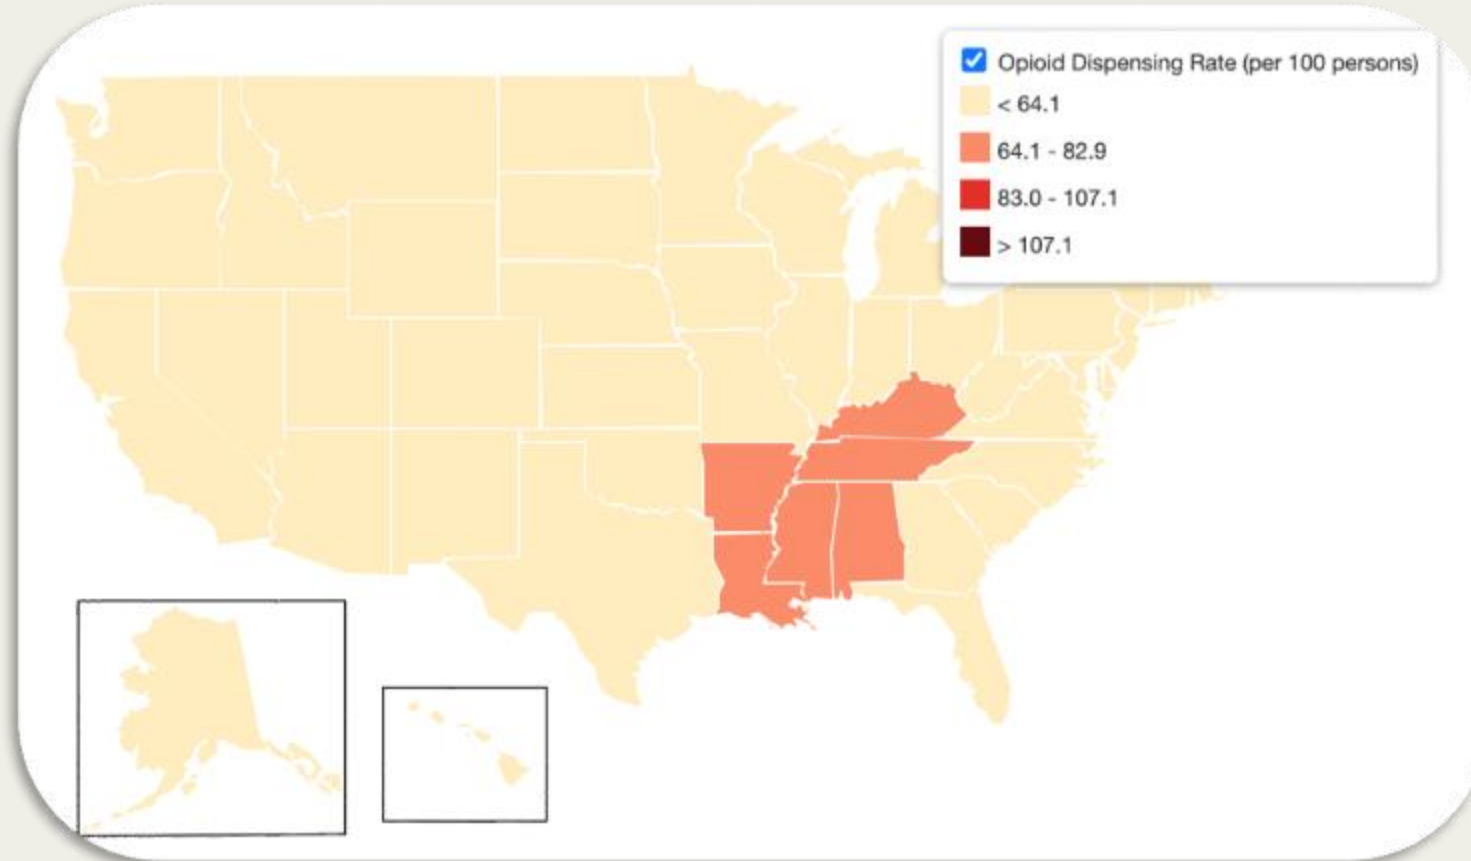 Opioid Dispensing Rate (per 100 persons)
< 64.1
64.1 - 82.9
83.0 - 107.1
> 107.1